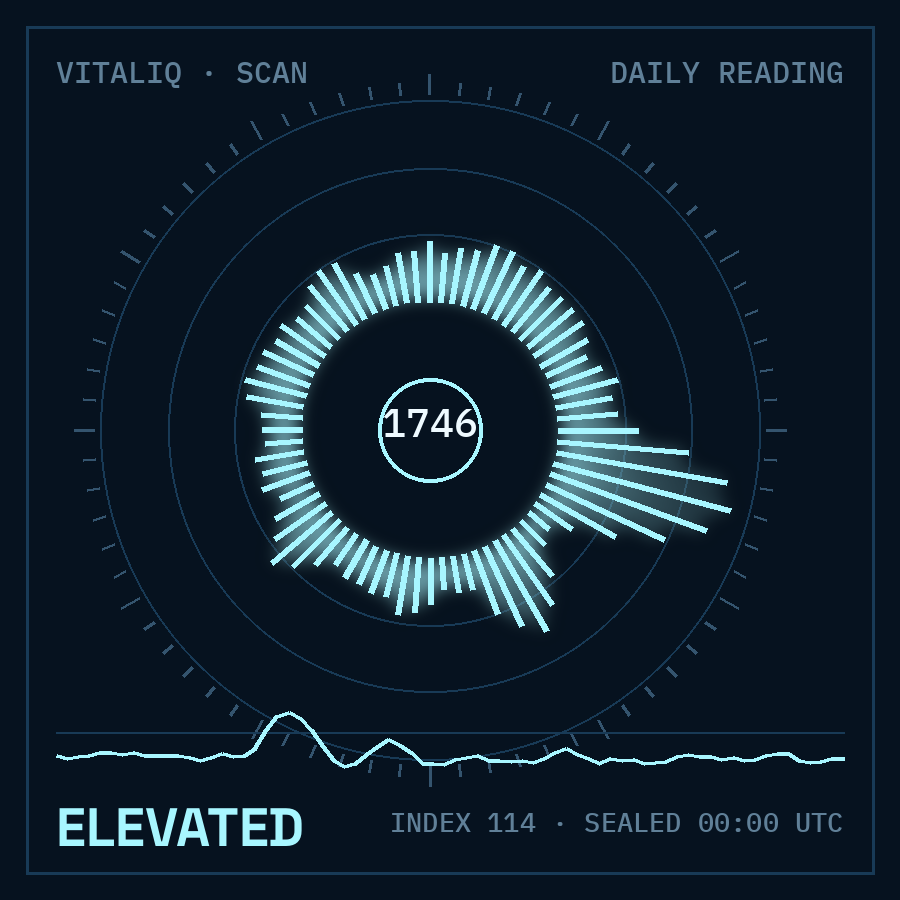 VITALIQ · SCAN
DAILY READING
1746
ELEVATED
INDEX 114 · SEALED 00:00 UTC